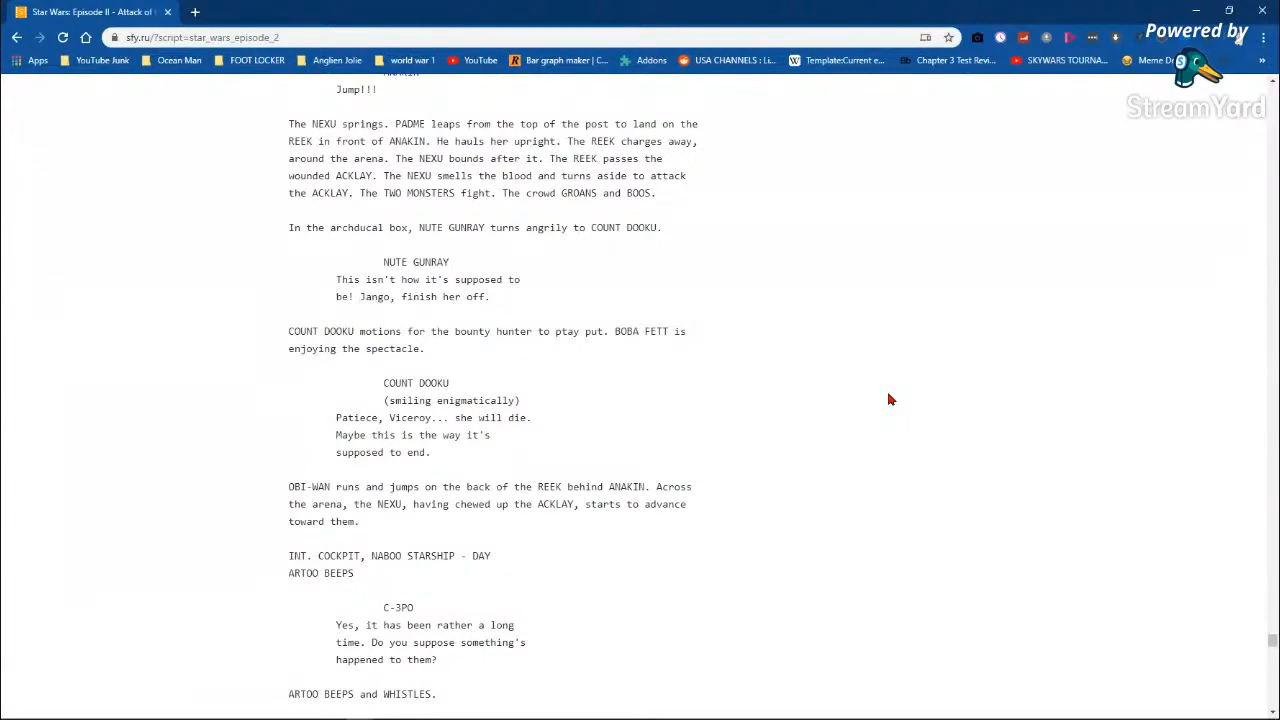 Star Wars: Episode II - Attack of
Powered by
sfy.ru/?script=star_wars_episode_2
Apps YouTube Junk Ocean Man FOOT LOCKER Anglien Jolie world war 1 YouTube Bar graph maker | C... Addons USA CHANNELS : Li... Template:Current e... Chapter 3 Test Revi... SKYWARS TOURNA... Meme De
StreamYard
ANAKIN
Jump!!!
The NEXU springs. PADME leaps from the top of the post to land on the
REEK in front of ANAKIN. He hauls her upright. The REEK charges away,
around the arena. The NEXU bounds after it. The REEK passes the
wounded ACKLAY. The NEXU smells the blood and turns aside to attack
the ACKLAY. The TWO MONSTERS fight. The crowd GROANS and BOOS.
In the archducal box, NUTE GUNRAY turns angrily to COUNT DOOKU.
NUTE GUNRAY
This isn't how it's supposed to
be! Jango, finish her off.
COUNT DOOKU motions for the bounty hunter to ptay put. BOBA FETT is
enjoying the spectacle.
COUNT DOOKU
(smiling enigmatically)
Patiece, Viceroy... she will die.
Maybe this is the way it's
supposed to end.
OBI-WAN runs and jumps on the back of the REEK behind ANAKIN. Across
the arena, the NEXU, having chewed up the ACKLAY, starts to advance
toward them.
INT. COCKPIT, NABOO STARSHIP - DAY
ARTOO BEEPS
C-3PO
Yes, it has been rather a long
time. Do you suppose something's
happened to them?
ARTOO BEEPS and WHISTLES.